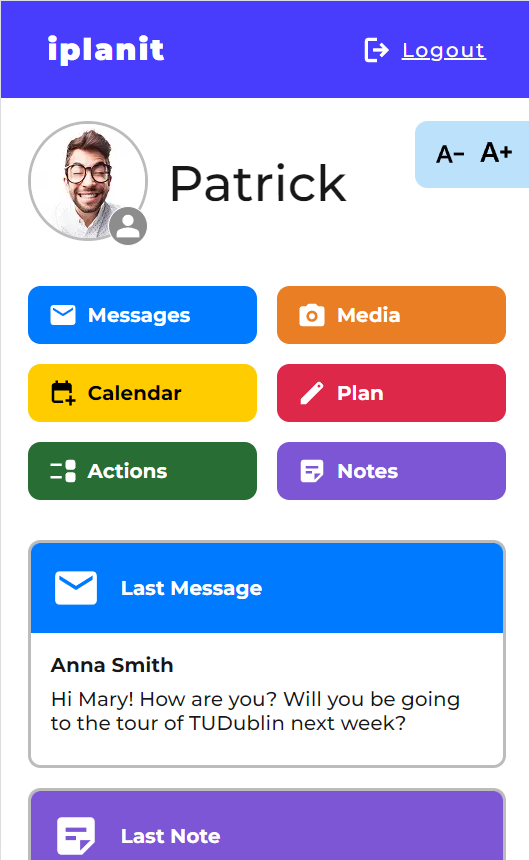 iplanit
Logout
A- A+
Patrick
Messages
Media
Calendar
Plan
Actions
Notes
Last Message
Anna Smith
Hi Mary! How are you? Will you be going
to the tour of TUDublin next week?
Last Note